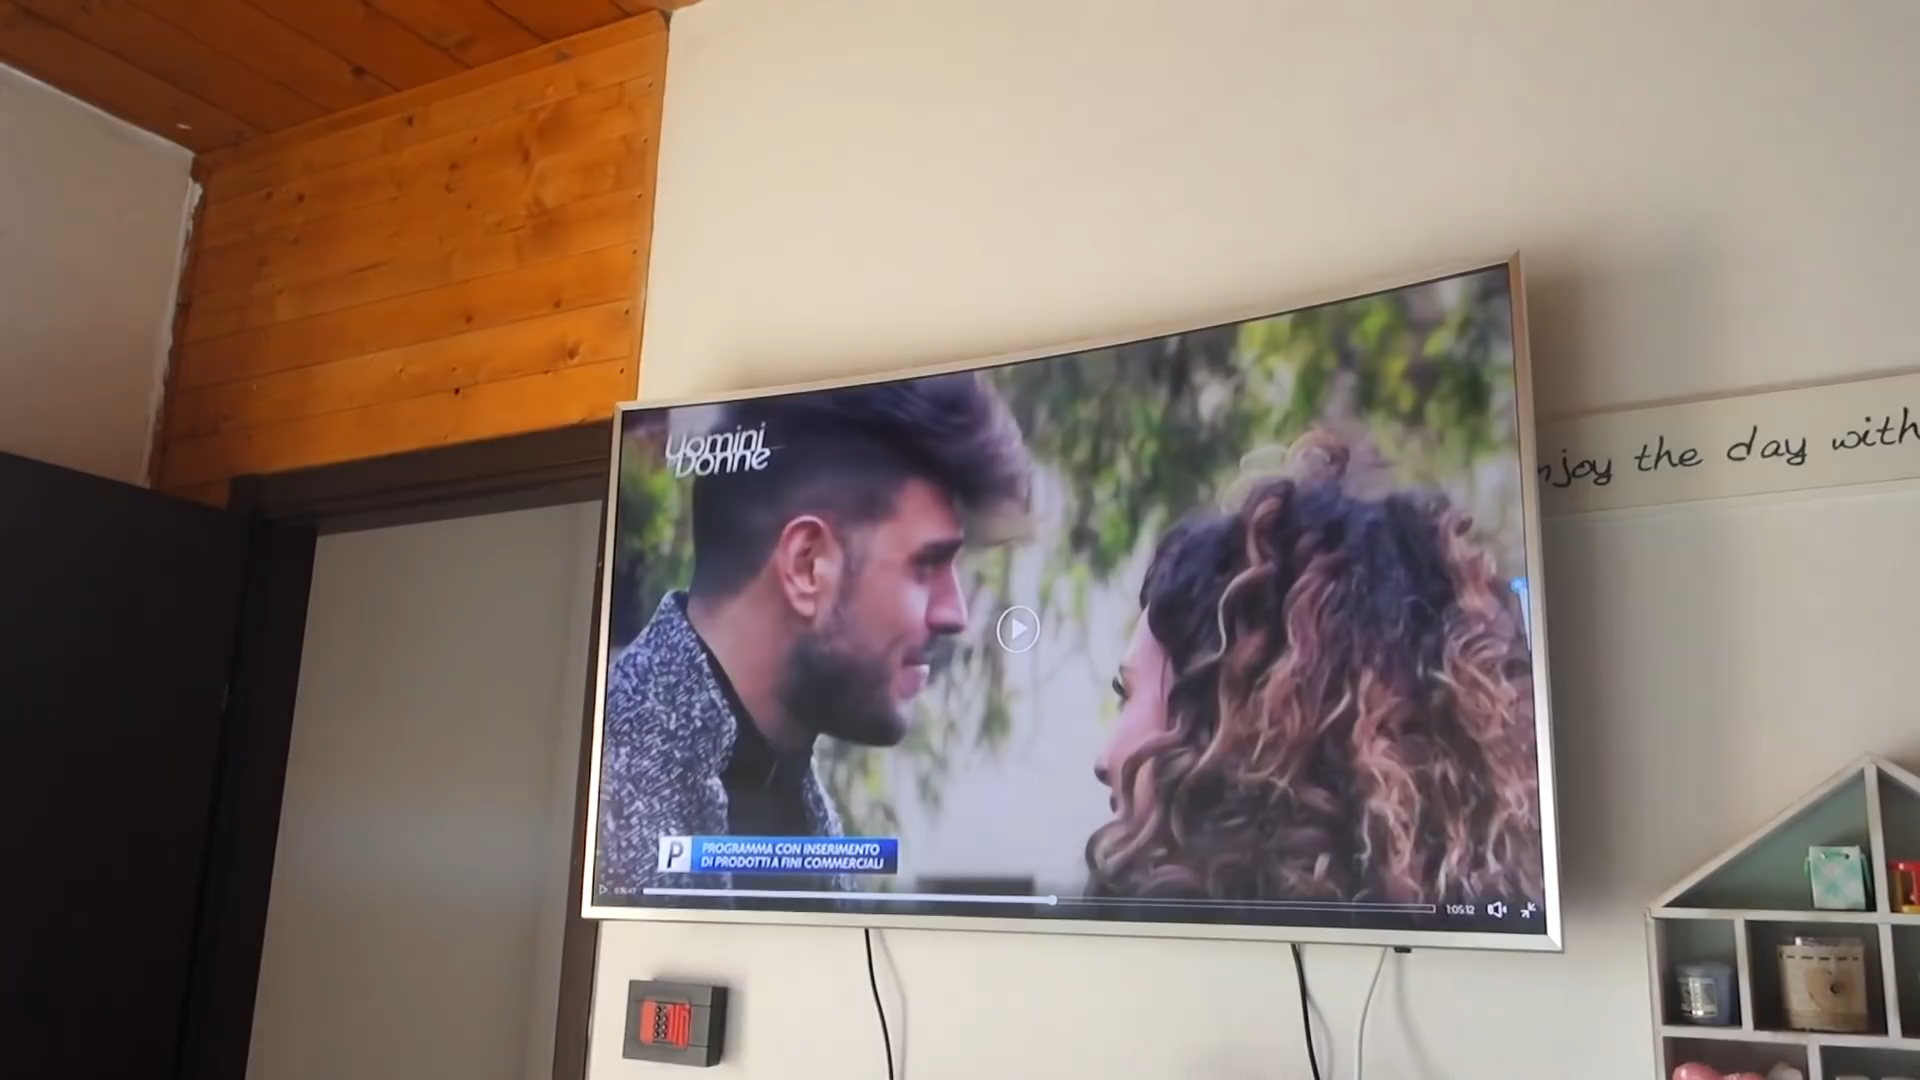 Uomini
e Donne
njoy the day with
P
PROGRAMMA CON INSERIMENTO
DI PRODOTTI A FINI COMMERCIALI
1:05:12